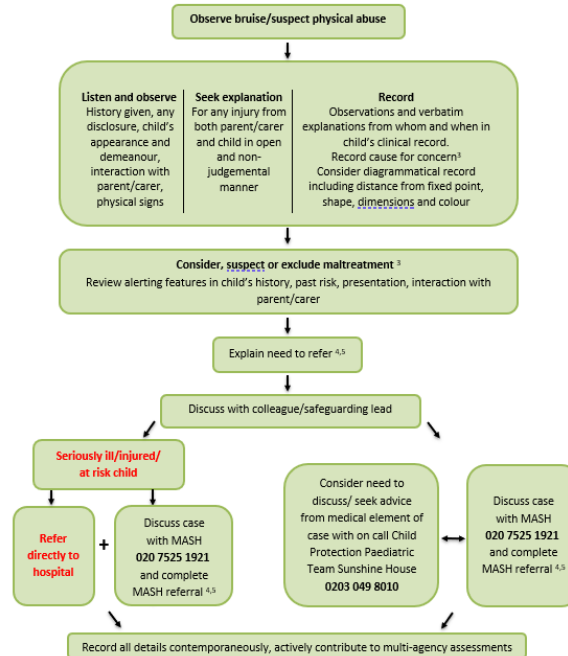 Observe bruise/suspect physical abuse
Listen and observe
History given, any
disclosure, child's
appearance and
demeanour,
interaction with
parent/carer,
physical signs
Seek explanation
For any injury from
both parent/carer
and child in open
and non-
judgemental
manner
Record
Observations and verbatim
explanations from whom and when in
child's clinical record.
Record cause for concern³
Consider diagrammatical record
including distance from fixed point,
shape, dimensions and colour
Consider, suspect or exclude maltreatment ³
Review alerting features in child's history, past risk, presentation, interaction with
parent/carer
Explain need to refer ⁴,⁵
Discuss with colleague/safeguarding lead
Seriously ill/injured/
at risk child
Refer
directly to
hospital
+
Discuss case
with MASH
020 7525 1921
and complete
MASH referral ⁴,⁵
Consider need to
discuss/ seek advice
from medical element of
case with on call Child
Protection Paediatric
Team Sunshine House
0203 049 8010
Discuss case
with MASH
020 7525 1921
and complete
MASH referral ⁴,⁵
Record all details contemporaneously, actively contribute to multi-agency assessments